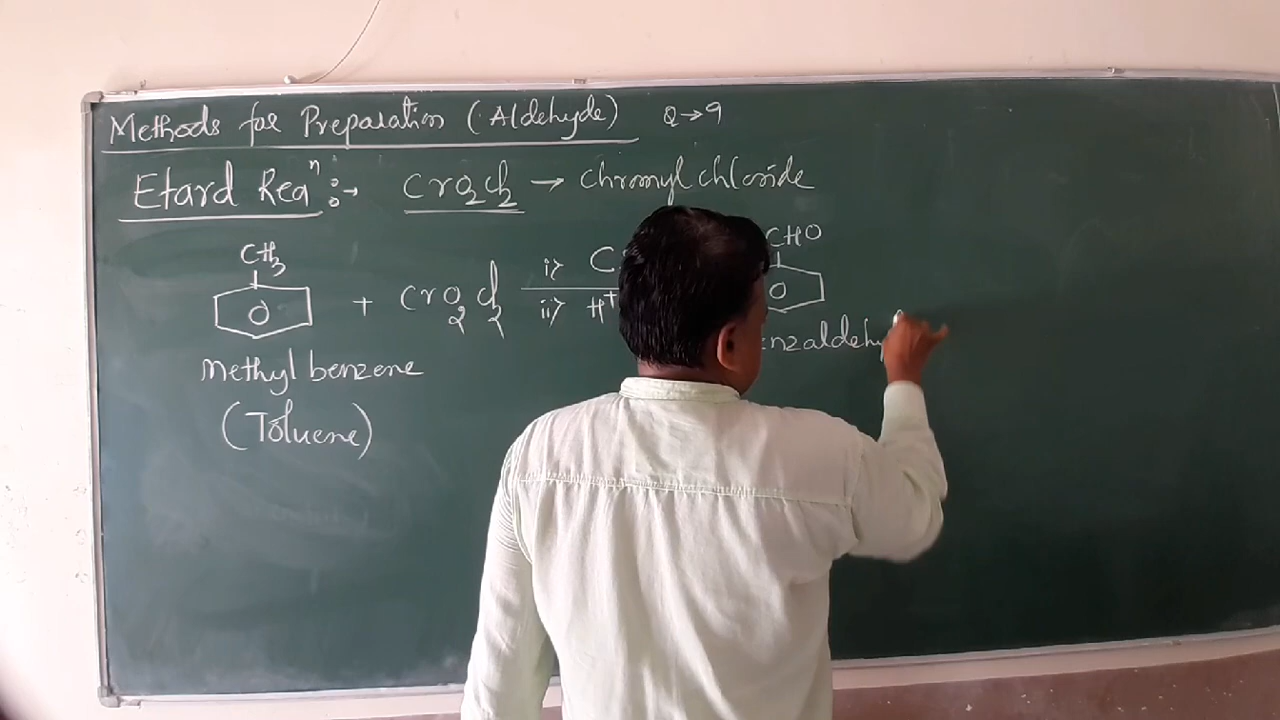 Methods for Preparation (Aldehyde) Q→9
Etard Reaⁿ :→ CrO₂Cl₂ → Chromyl chloride
CH₃ + CrO₂Cl₂ i> ii> H⁺ CHO
Methyl benzene
(Toluene)